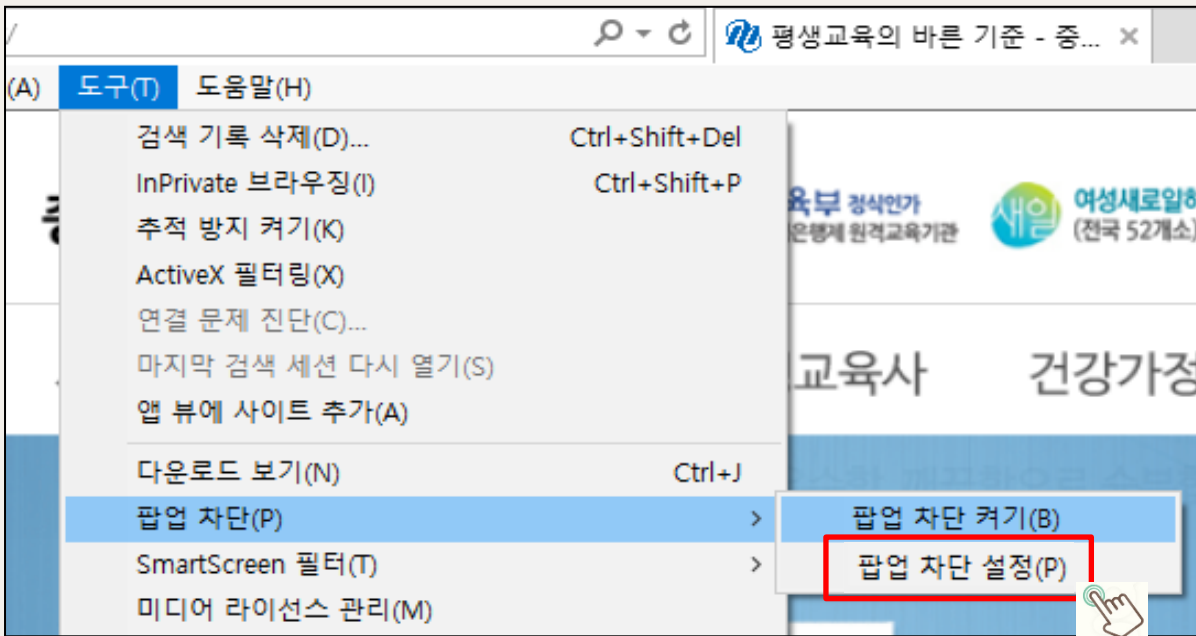 /
평생교육의 바른 기준 - 중...
(A) 도구(T) 도움말(H)
검색 기록 삭제(D)... Ctrl+Shift+Del
InPrivate 브라우징(I) Ctrl+Shift+P
육부 정식인가
은행제 원격교육기관
새일
여성새로일하
(전국 52개소)
추적 방지 켜기(K)
ActiveX 필터링(X)
연결 문제 진단(C)...
마지막 검색 세션 다시 열기(S)
교육사 건강가정
앱 뷰에 사이트 추가(A)
다운로드 보기(N) Ctrl+J
팝업 차단(P) >
팝업 차단 켜기(B)
SmartScreen 필터(T) >
팝업 차단 설정(P)
미디어 라이선스 관리(M)